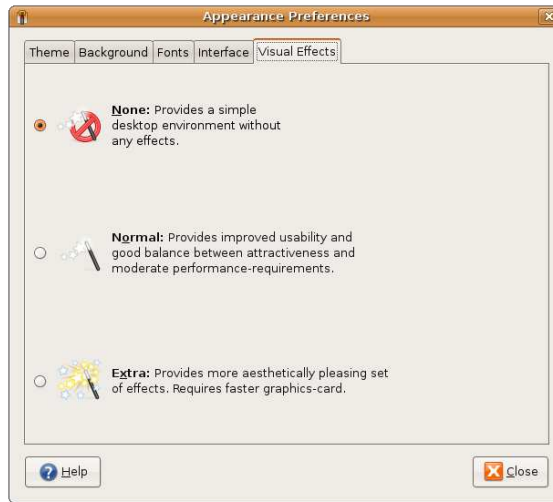 Appearance Preferences
Theme Background Fonts Interface Visual Effects
None: Provides a simple
desktop environment without
any effects.
Normal: Provides improved usability and
good balance between attractiveness and
moderate performance-requirements.
Extra: Provides more aesthetically pleasing set
of effects. Requires faster graphics-card.
Help Close